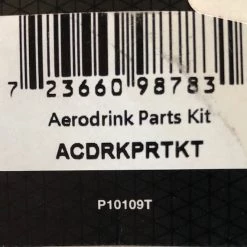 7 23660 98783
Aerodrink Parts Kit
ACDRKPRTKT
P10109T